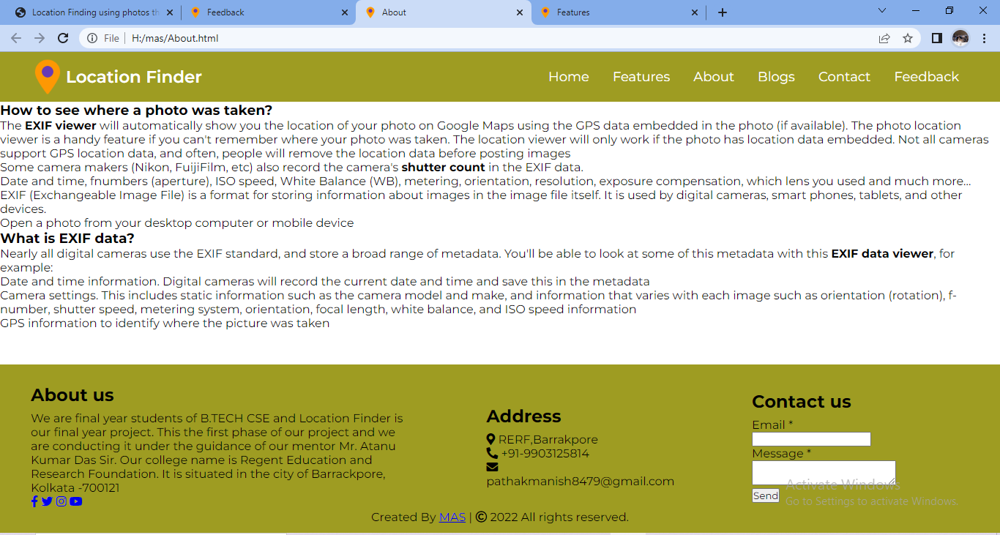 Location Finding using photos th
Feedback
About
Features
File
H:/mas/About.html
Location Finder
Home Features About Blogs Contact Feedback
How to see where a photo was taken?
The EXIF viewer will automatically show you the location of your photo on Google Maps using the GPS data embedded in the photo (if available). The photo location
viewer is a handy feature if you can't remember where your photo was taken. The location viewer will only work if the photo has location data embedded. Not all cameras
support GPS location data, and often, people will remove the location data before posting images
Some camera makers (Nikon, FuijiFilm, etc) also record the camera's shutter count in the EXIF data.
Date and time, fnumbers (aperture), ISO speed, White Balance (WB), metering, orientation, resolution, exposure compensation, which lens you used and much more...
EXIF (Exchangeable Image File) is a format for storing information about images in the image file itself. It is used by digital cameras, smart phones, tablets, and other
devices.
Open a photo from your desktop computer or mobile device
What is EXIF data?
Nearly all digital cameras use the EXIF standard, and store a broad range of metadata. You'll be able to look at some of this metadata with this EXIF data viewer, for
example:
Date and time information. Digital cameras will record the current date and time and save this in the metadata
Camera settings. This includes static information such as the camera model and make, and information that varies with each image such as orientation (rotation), f-
number, shutter speed, metering system, orientation, focal length, white balance, and ISO speed information
GPS information to identify where the picture was taken
About us
We are final year students of B.TECH CSE and Location Finder is
our final year project. This the first phase of our project and we
are conducting it under the guidance of our mentor Mr. Atanu
Kumar Das Sir. Our college name is Regent Education and
Research Foundation. It is situated in the city of Barrackpore,
Kolkata -700121
Address
RERF,Barrakpore
+91-9903125814
pathakmanish8479@gmail.com
Contact us
Email *
Message *
Send
Activate Windows
Go to Settings to activate Windows.
Created By MAS | © 2022 All rights reserved.